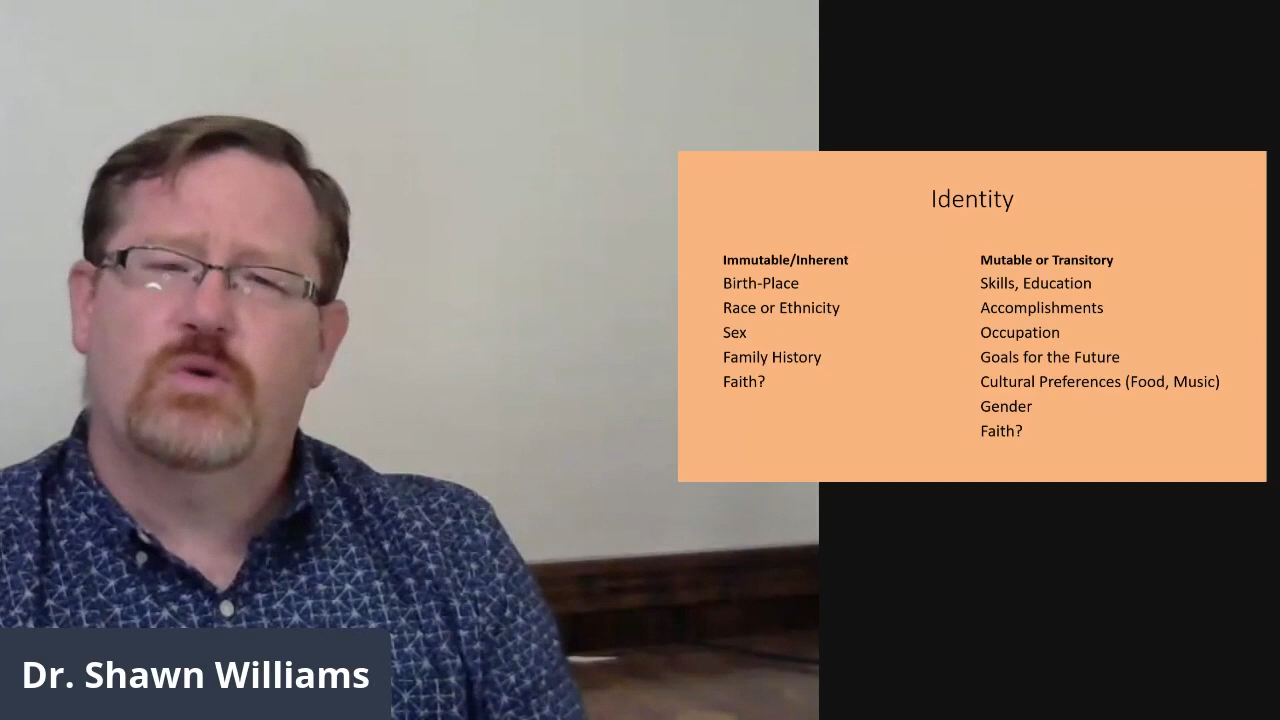 Identity
Immutable/Inherent
Birth-Place
Race or Ethnicity
Sex
Family History
Faith?
Mutable or Transitory
Skills, Education
Accomplishments
Occupation
Goals for the Future
Cultural Preferences (Food, Music)
Gender
Faith?
Dr. Shawn Williams